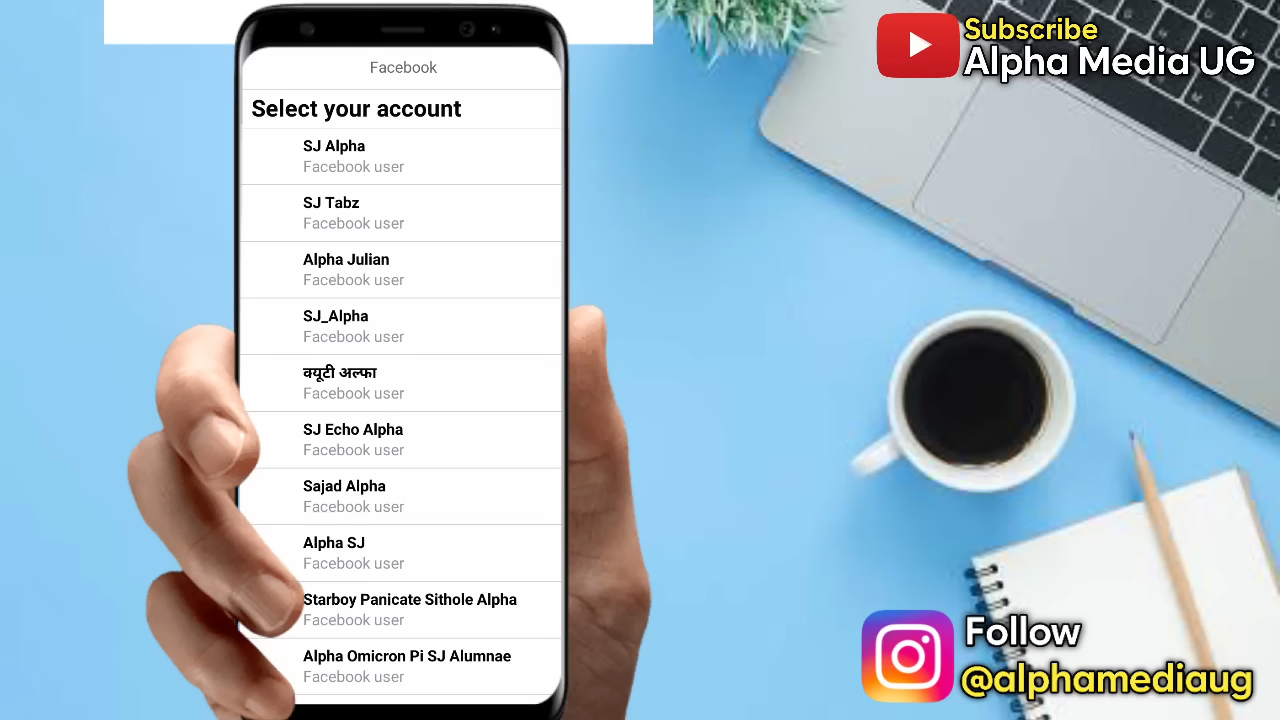 Facebook
Select your account
SJ Alpha
Facebook user
SJ Tabz
Facebook user
Alpha Julian
Facebook user
SJ_Alpha
Facebook user
क्यूटी अल्फा
Facebook user
SJ Echo Alpha
Facebook user
Sajad Alpha
Facebook user
Alpha SJ
Facebook user
Starboy Panicate Sithole Alpha
Facebook user
Alpha Omicron Pi SJ Alumnae
Facebook user
Subscribe
Alpha Media UG
Follow
@alphamediaug